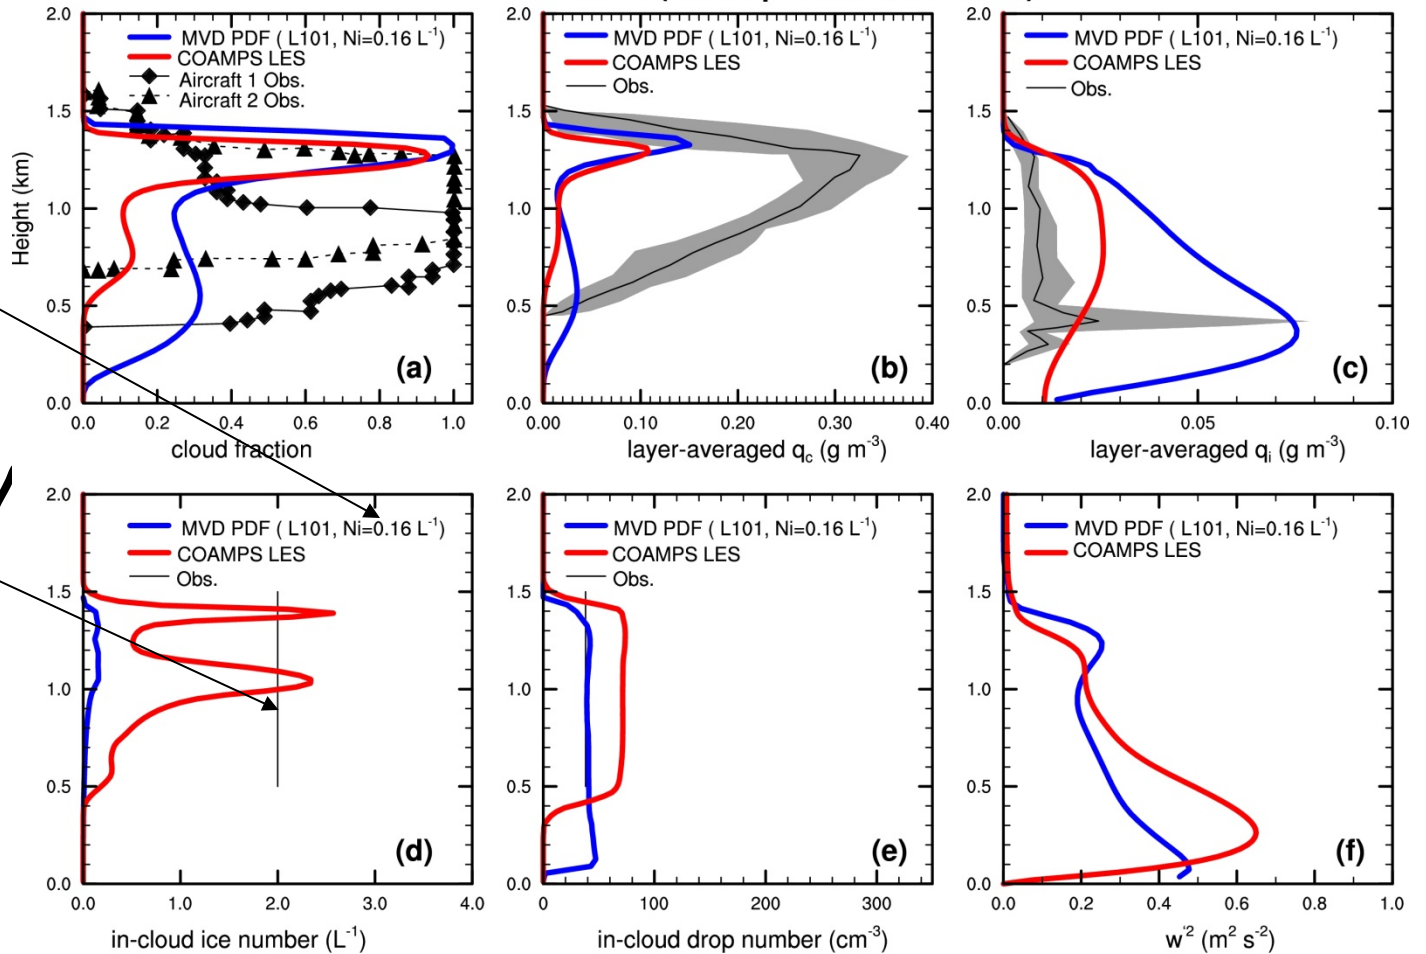 2.0
1.5
1.0
0.5
0.0
Height (km)
MVD PDF ( L101, Ni=0.16 L-1)
COAMPS LES
Aircraft 1 Obs.
Aircraft 2 Obs.
(a)
0.0 0.2 0.4 0.6 0.8 1.0
cloud fraction
2.0
1.5
1.0
0.5
0.0
MVD PDF ( L101, Ni=0.16 L-1)
COAMPS LES
Obs.
(b)
0.00 0.10 0.20 0.30 0.40
layer-averaged qc (g m-3)
2.0
1.5
1.0
0.5
0.0
MVD PDF ( L101, Ni=0.16 L-1)
COAMPS LES
Obs.
(c)
0.00 0.05 0.10
layer-averaged qi (g m-3)
2.0
1.5
1.0
0.5
0.0
MVD PDF ( L101, Ni=0.16 L-1)
COAMPS LES
Obs.
(d)
0.0 1.0 2.0 3.0 4.0
in-cloud ice number (L-1)
2.0
1.5
1.0
0.5
0.0
MVD PDF ( L101, Ni=0.16 L-1)
COAMPS LES
Obs.
(e)
0 100 200 300
in-cloud drop number (cm-3)
2.0
1.5
1.0
0.5
0.0
MVD PDF ( L101, Ni=0.16 L-1)
COAMPS LES
(f)
0.0 0.2 0.4 0.6 0.8 1.0
w'2 (m2 s-2)